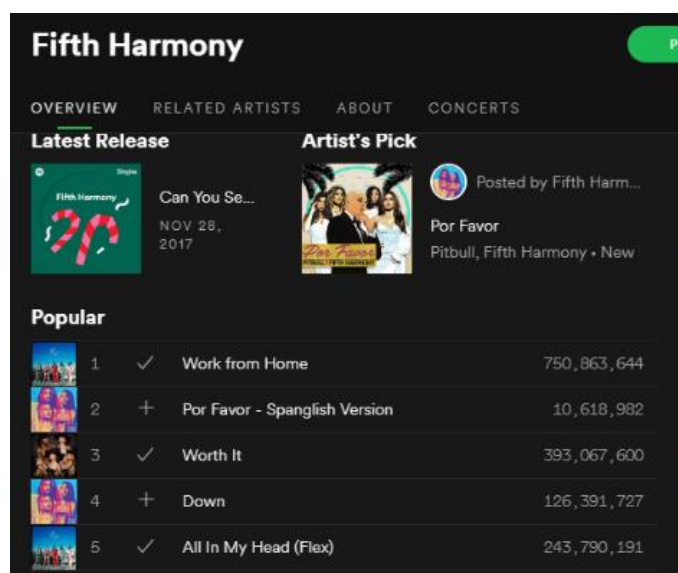 Fifth Harmony
P
OVERVIEW RELATED ARTISTS ABOUT CONCERTS
Latest Release
Singles
Fifth Harmony
Can You Se...
NOV 28,
2017
Artist's Pick
Por Favor
PITBULL FIFTH HARMONY
Posted by Fifth Harm...
Por Favor
Pitbull, Fifth Harmony • New
Popular
1 Work from Home 750,863,644
2 Por Favor - Spanglish Version 10,618,982
3 Worth It 393,067,600
4 Down 126,391,727
5 All In My Head (Flex) 243,790,191